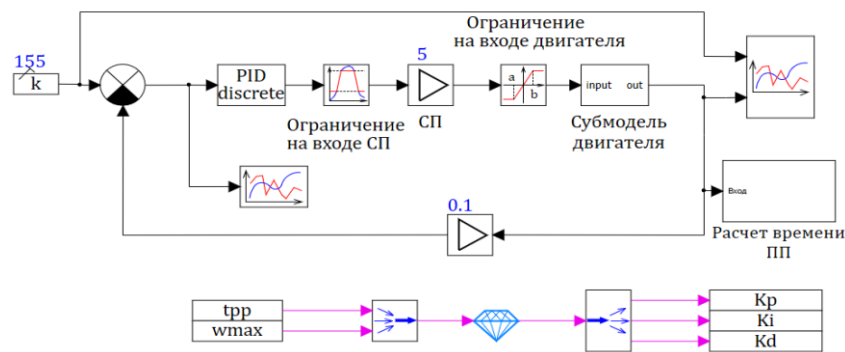 Ограничение
на входе двигателя
155
k
PID
discrete
5
a
b
input out
СП
Ограничение
на входе СП
Субмодель
двигателя
0.1
Вход
Расчет времени
ПП
tpp
wmax
Kp
Ki
Kd